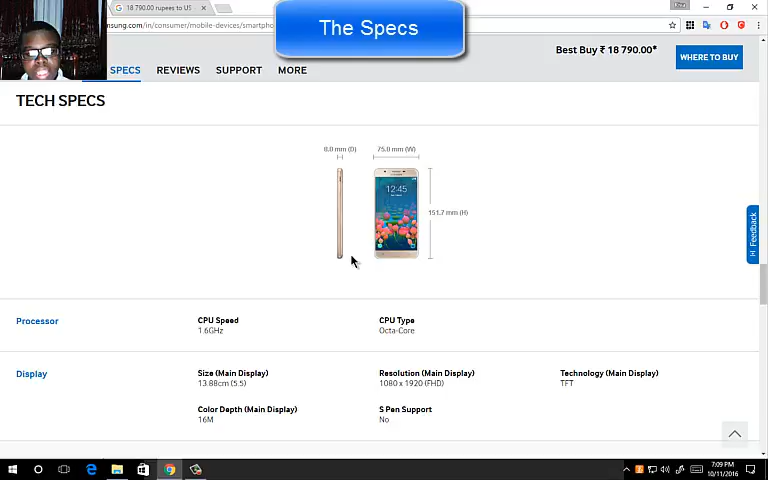 18 790.00 rupees to US
Riva
The Specs
msung.com/in/consumer/mobile-devices/smartpho
SPECS
REVIEWS
SUPPORT
MORE
Best Buy ₹ 18 790.00*
WHERE TO BUY
TECH SPECS
8.0 mm (D)
75.0 mm (W)
12:45
151.7 mm (H)
Feedback
Processor
CPU Speed
1.6GHz
CPU Type
Octa-Core
Display
Size (Main Display)
13.88cm (5.5)
Resolution (Main Display)
1080 x 1920 (FHD)
Technology (Main Display)
TFT
Color Depth (Main Display)
16M
S Pen Support
No
7:09 PM
10/11/2016